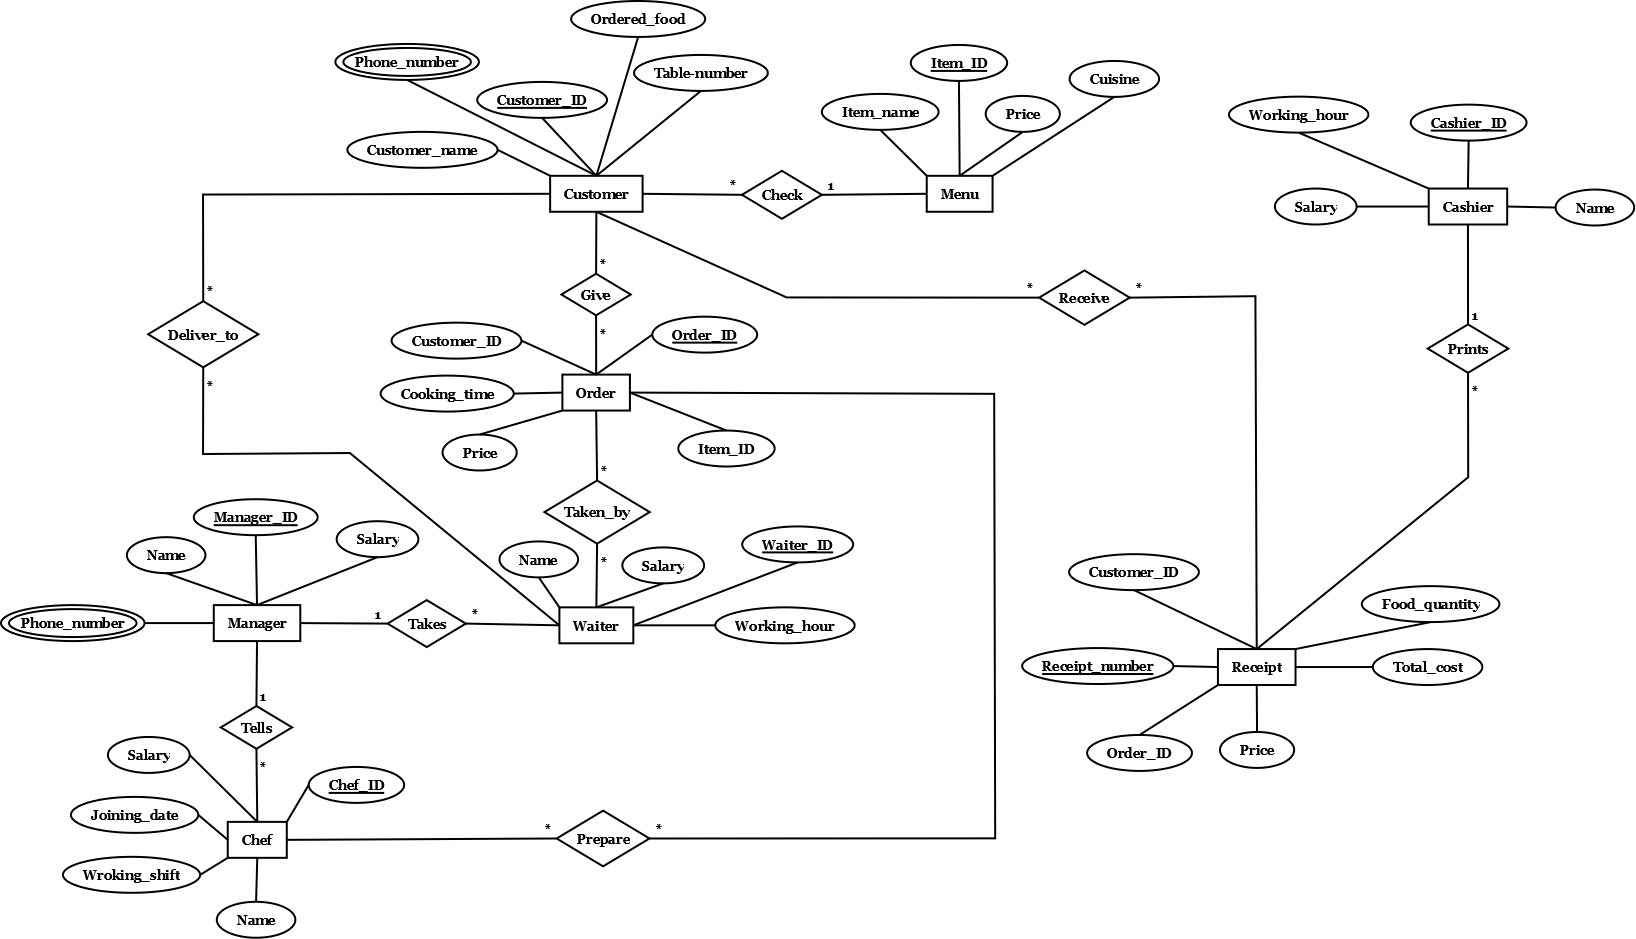 Ordered_food
Phone_number
Table-number
Item_ID
Cuisine
Customer_ID
Item_name
Price
Working_hour
Cashier_ID
Customer_name
Customer
*
Check
1
Menu
Salary
Cashier
Name
*
Give
*
*
Receive
*
*
Deliver_to
*
1
Prints
*
Customer_ID
Order_ID
Cooking_time
Order
Price
Item_ID
*
Taken_by
*
Manager_ID
Name
Salary
Name
Salary
Waiter_ID
Phone_number
Manager
1
Takes
*
Waiter
Working_hour
Customer_ID
Food_quantity
Receipt_number
Receipt
Total_cost
Order_ID
Price
1
Tells
*
Salary
Chef_ID
Joining_date
Chef
*
Prepare
*
Wroking_shift
Name